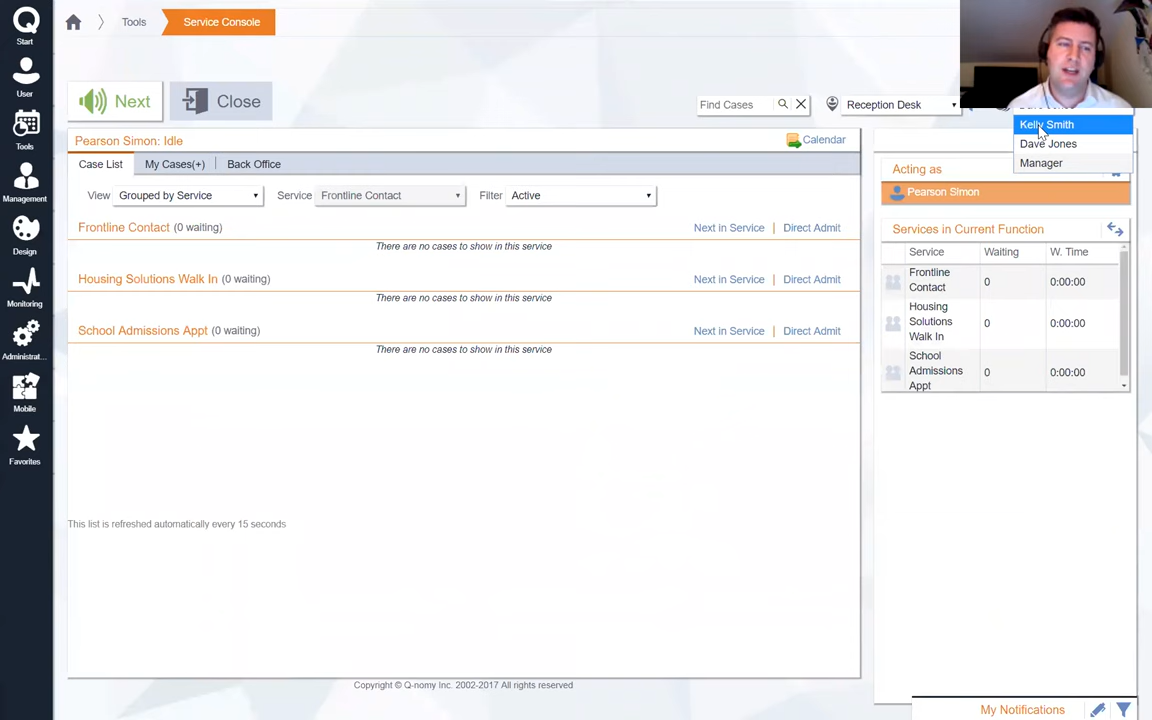 Start
User
Tools
Management
Design
Monitoring
Administrat...
Mobile
Favorites
Tools
Service Console
Next
Close
Find Cases
Reception Desk
Kelly Smith
Dave Jones
Manager
Pearson Simon: Idle
Calendar
Case List
My Cases(+)
Back Office
View Grouped by Service Service Frontline Contact Filter Active
Frontline Contact (0 waiting) Next in Service | Direct Admit
There are no cases to show in this service
Housing Solutions Walk In (0 waiting) Next in Service | Direct Admit
There are no cases to show in this service
School Admissions Appt (0 waiting) Next in Service | Direct Admit
There are no cases to show in this service
This list is refreshed automatically every 15 seconds
Acting as
Pearson Simon
Services in Current Function
Service Waiting W. Time
Frontline
Contact 0 0:00:00
Housing
Solutions 0 0:00:00
Walk In
School
Admissions 0 0:00:00
Appt
Copyright © Q-nomy Inc. 2002-2017 All rights reserved
My Notifications